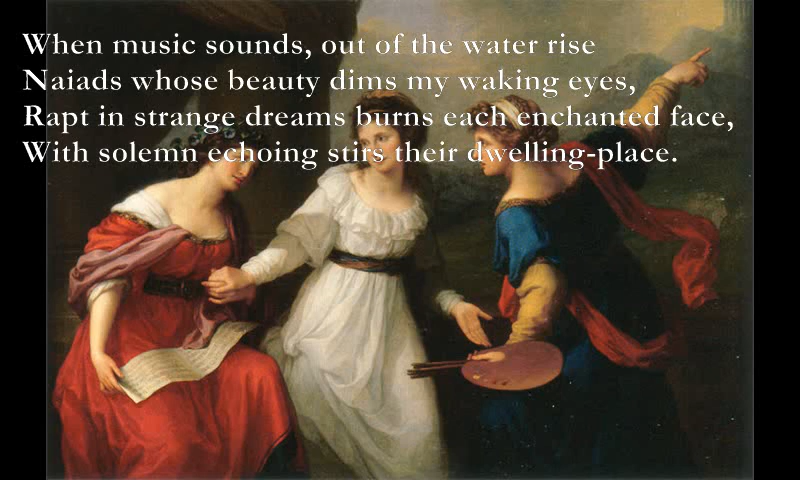 When music sounds, out of the water rise
Naiads whose beauty dims my waking eyes,
Rapt in strange dreams burns each enchanted face,
With solemn echoing stirs their dwelling-place.